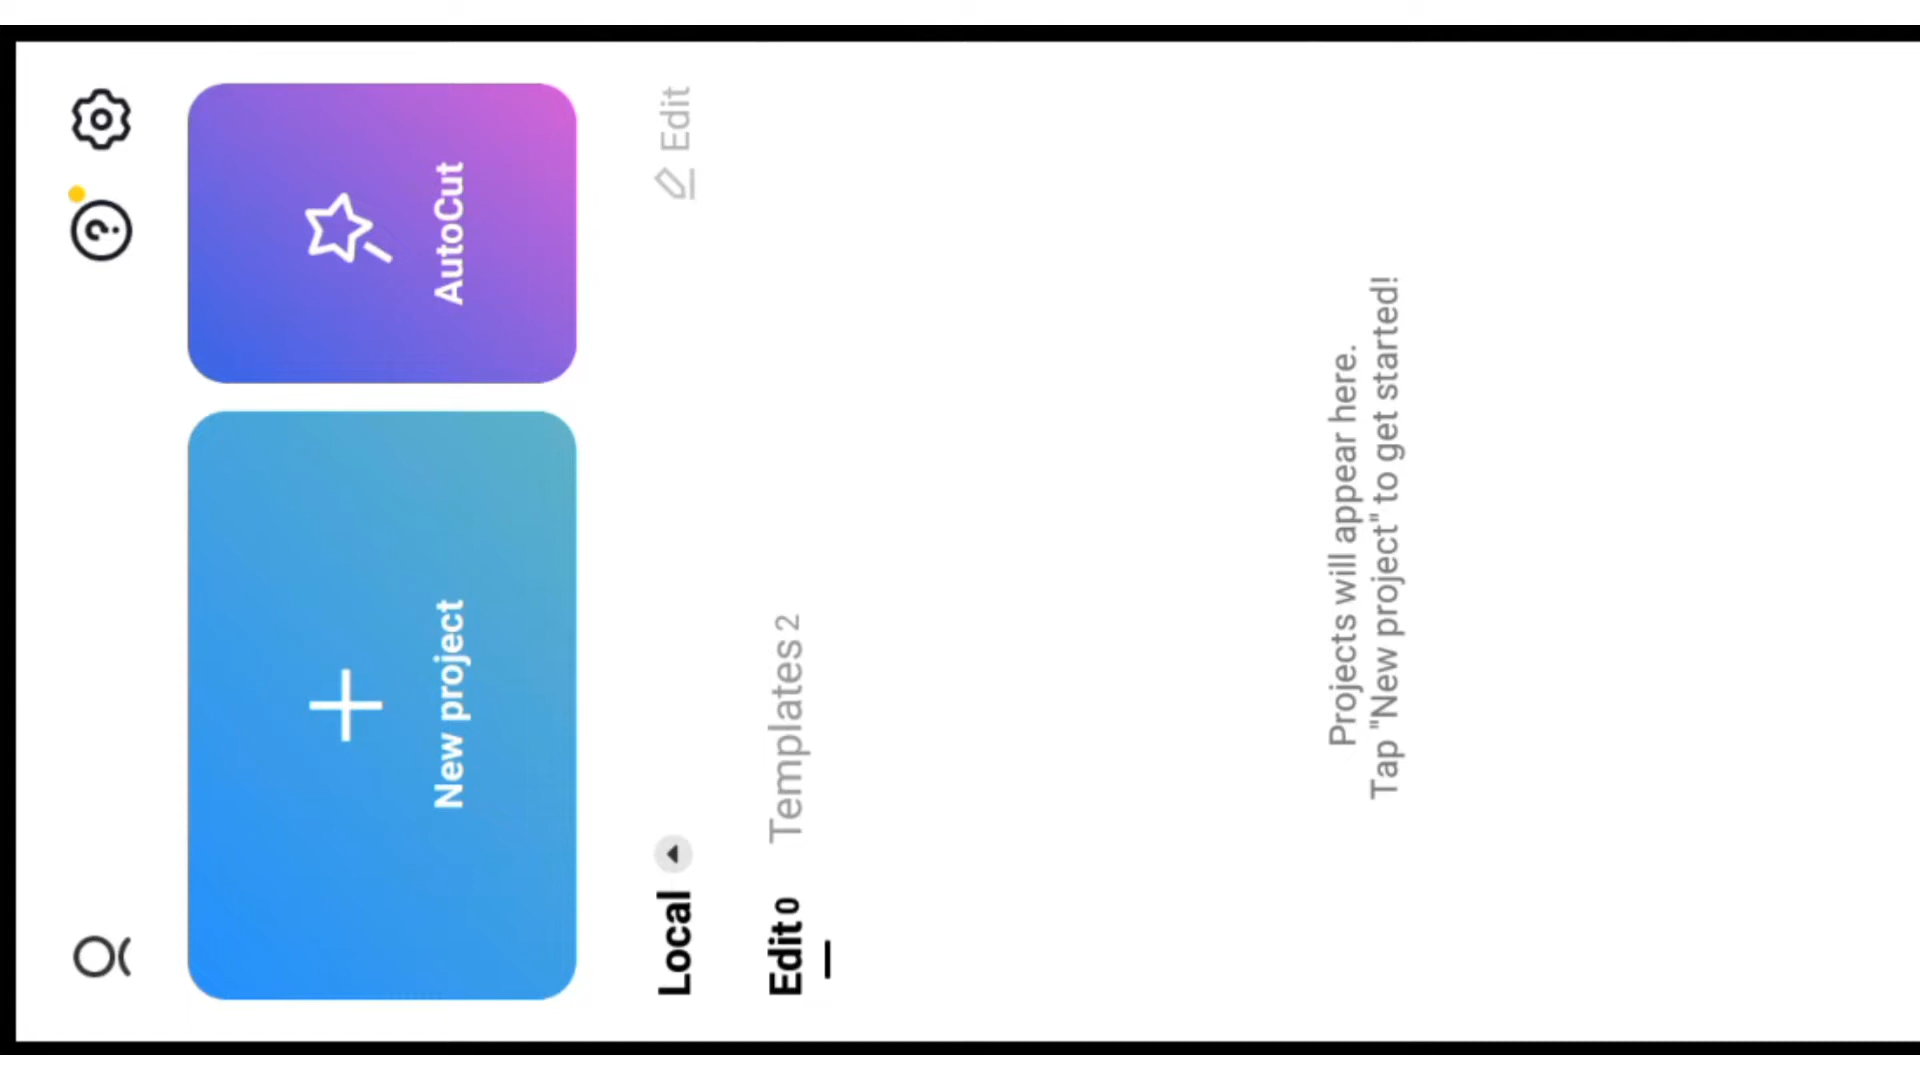 New project
AutoCut
Local
Edit
Edit 0
Templates 2
Projects will appear here.
Tap "New project" to get started!